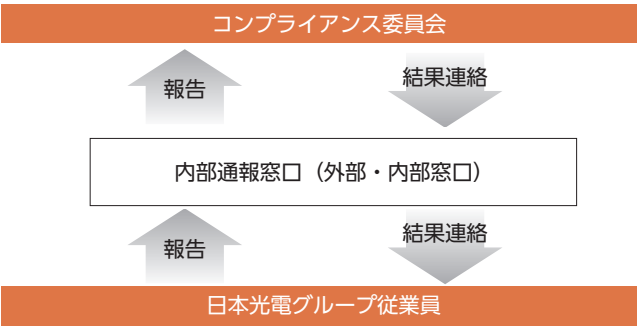 コンプライアンス委員会
報告
結果連絡
内部通報窓口（外部・内部窓口）
報告
結果連絡
日本光電グループ従業員